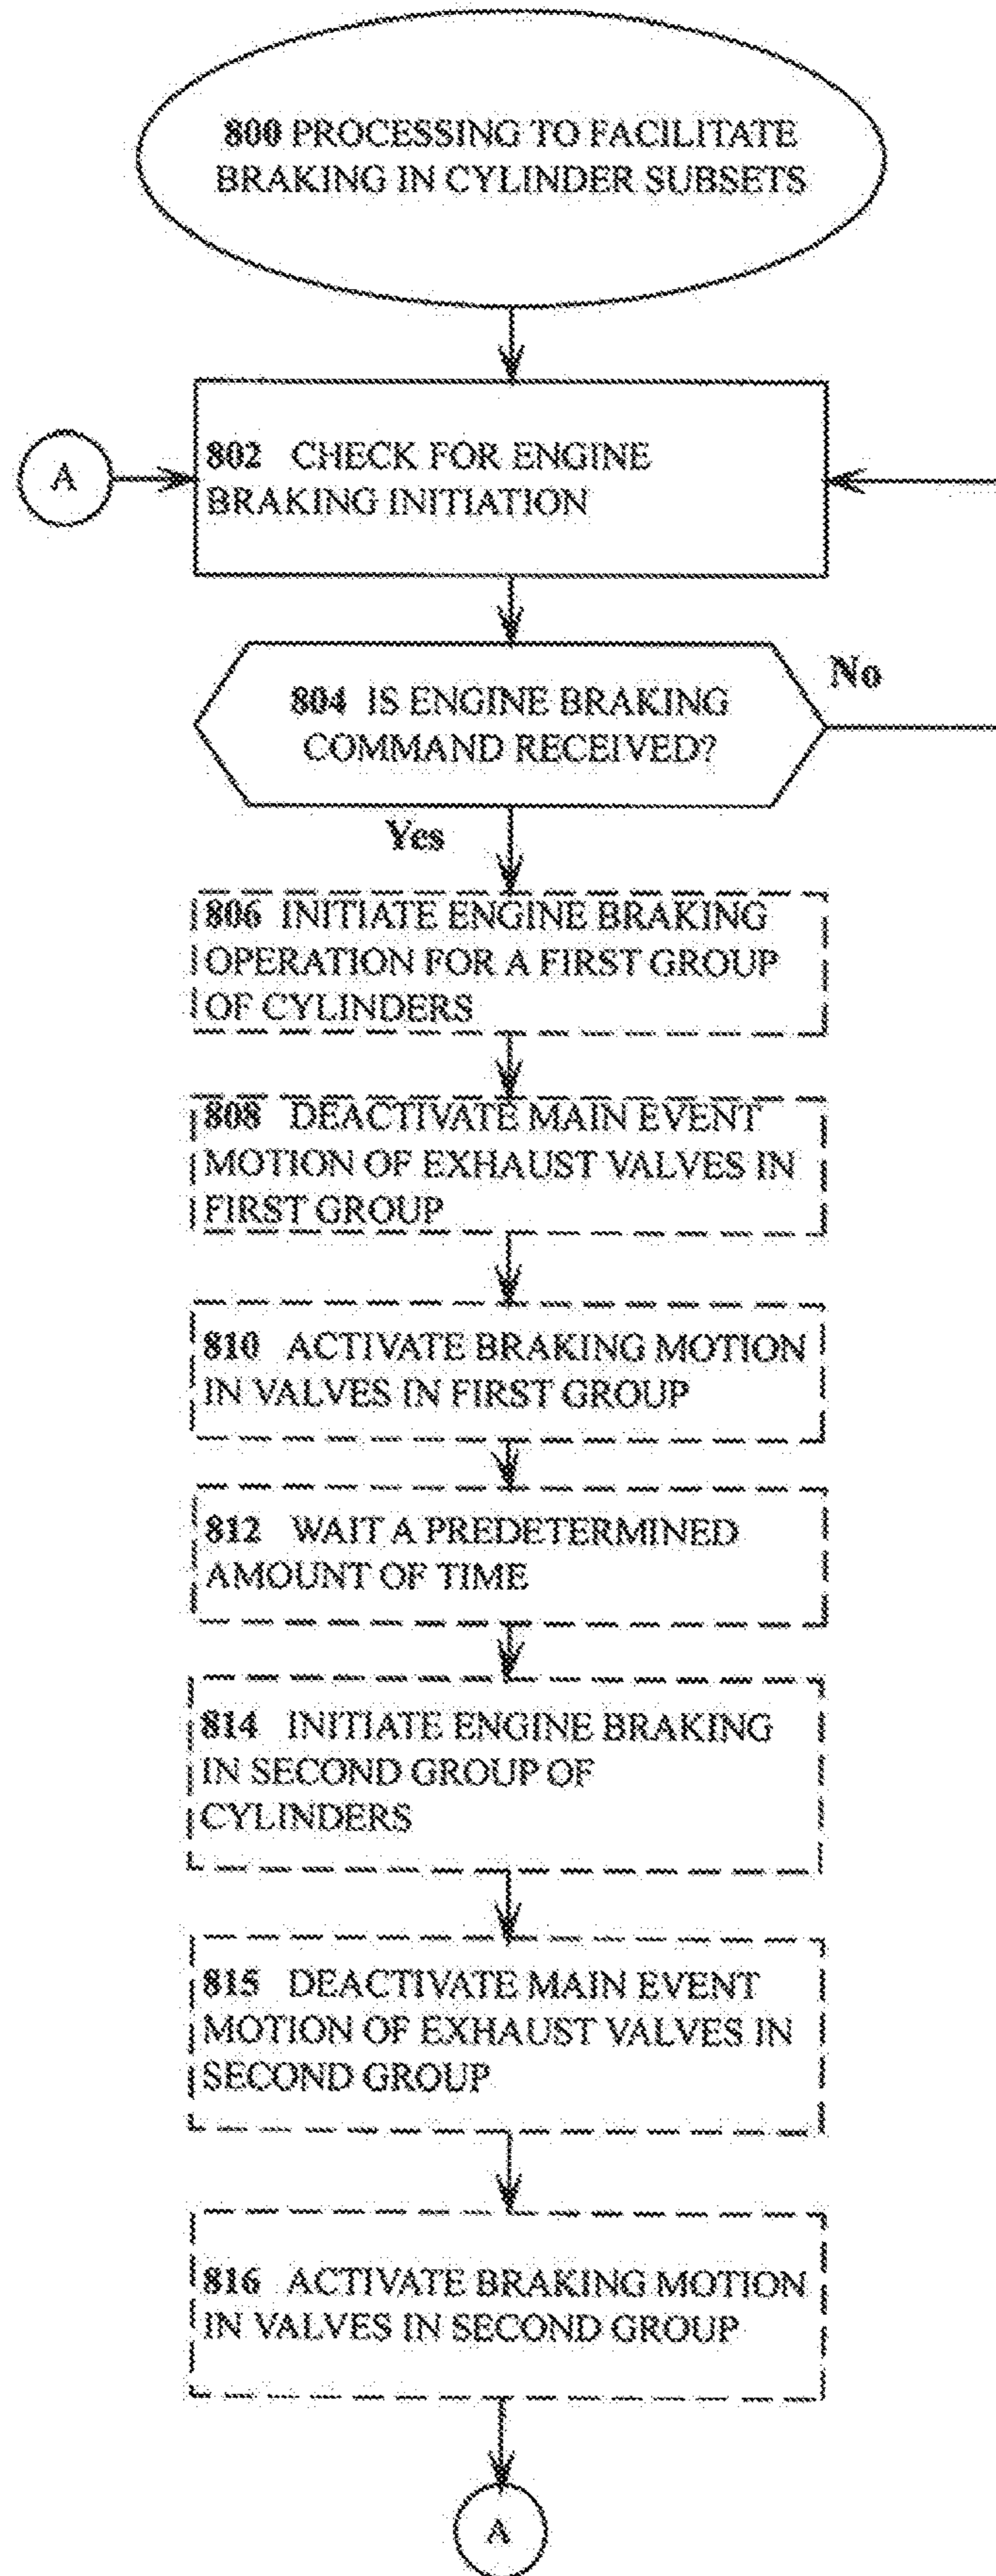 800 PROCESSING TO FACILITATE
BRAKING IN CYLINDER SUBSETS
A
802 CHECK FOR ENGINE
BRAKING INITIATION
804 IS ENGINE BRAKING
COMMAND RECEIVED?
No
Yes
806 INITIATE ENGINE BRAKING
OPERATION FOR A FIRST GROUP
OF CYLINDERS
808 DEACTIVATE MAIN EVENT
MOTION OF EXHAUST VALVES IN
FIRST GROUP
810 ACTIVATE BRAKING MOTION
IN VALVES IN FIRST GROUP
812 WAIT A PREDETERMINED
AMOUNT OF TIME
814 INITIATE ENGINE BRAKING
IN SECOND GROUP OF
CYLINDERS
815 DEACTIVATE MAIN EVENT
MOTION OF EXHAUST VALVES IN
SECOND GROUP
816 ACTIVATE BRAKING MOTION
IN VALVES IN SECOND GROUP
A